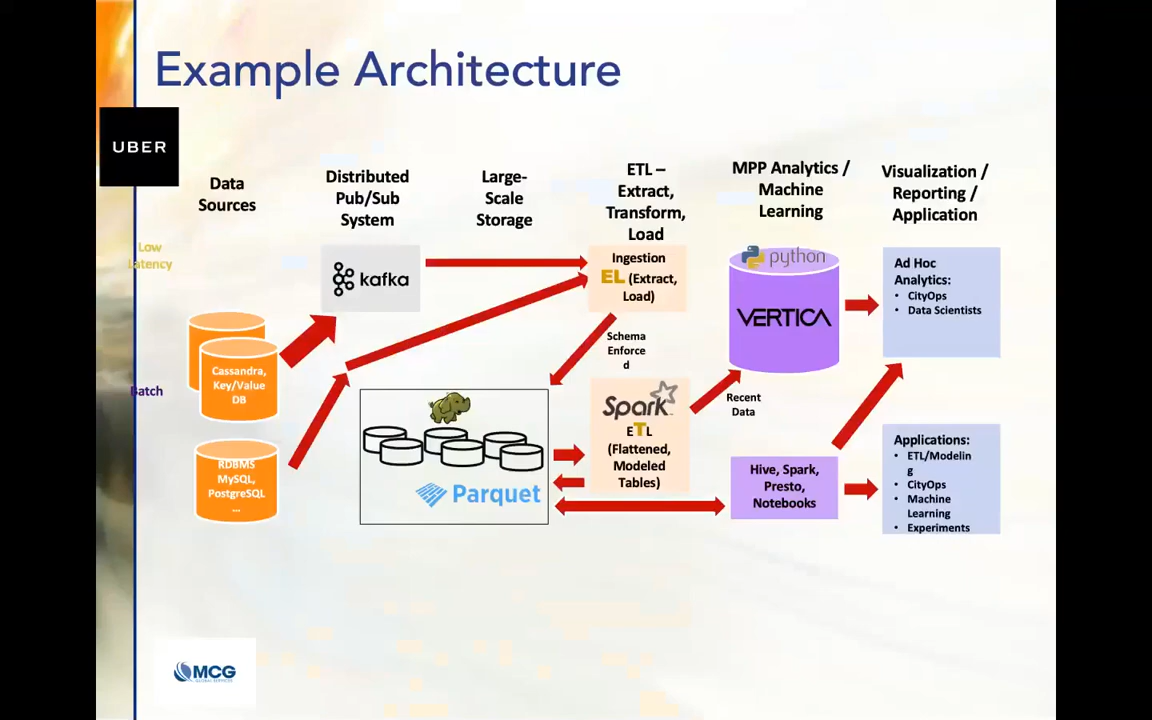 Example Architecture
UBER
Data
Sources
Distributed
Pub/Sub
System
Large-
Scale
Storage
ETL –
Extract,
Transform,
Load
MPP Analytics /
Machine
Learning
Visualization /
Reporting /
Application
Low
Latency
Batch
Cassandra,
Key/Value
DB
RDBMS
MySQL,
PostgreSQL
...
kafka
Ingestion
EL (Extract,
Load)
Schema
Enforce
d
Parquet
Spark
ETL
(Flattened,
Modeled
Tables)
Recent
Data
python
VERTICA
Hive, Spark,
Presto,
Notebooks
Ad Hoc
Analytics:
• CityOps
• Data Scientists
Applications:
• ETL/Modelin
g
• CityOps
• Machine
Learning
• Experiments
MCG
GLOBAL SERVICES